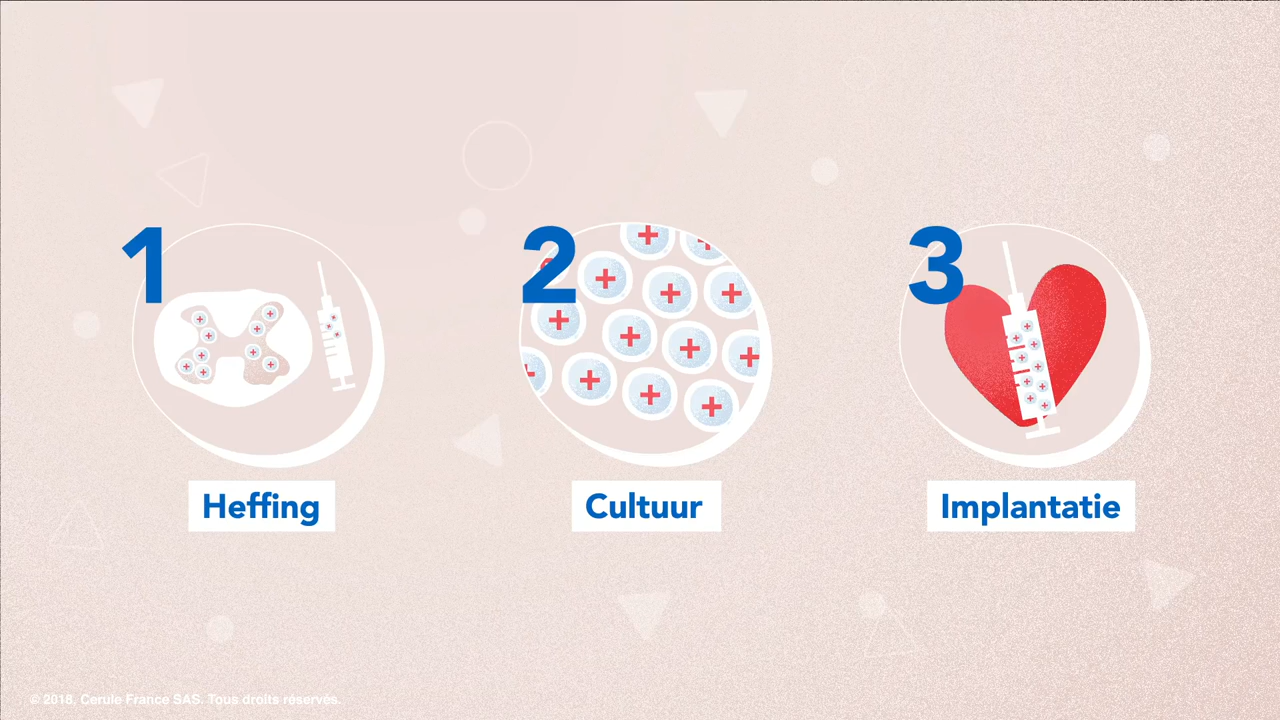 1
2
3
Heffing
Cultuur
Implantatie
© 2018, Cerule France SAS. Tous droits réservés.